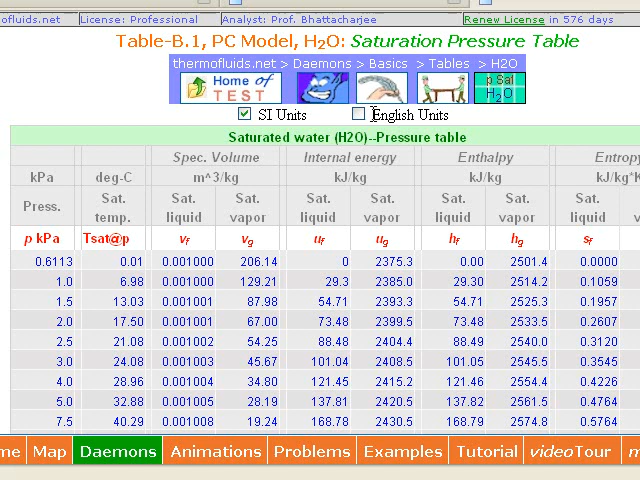 ofluids.net License: Professional Analyst: Prof. Bhattacharjee Renew License in 576 days
Table-B.1, PC Model, H2O: Saturation Pressure Table
thermofluids.net > Daemons > Basics > Tables > H2O
Home of TEST p Sat H2O
SI Units English Units
Saturated water (H2O)--Pressure table
Spec. Volume Internal energy Enthalpy Entrop
kPa deg-C m^3/kg kJ/kg kJ/kg kJ/kg*K
Press. Sat. temp. Sat. liquid Sat. vapor Sat. liquid Sat. vapor Sat. liquid Sat. vapor Sat. liquid
p kPa Tsat@p vf vg uf ug hf hg sf
0.6113 0.01 0.001000 206.14 0 2375.3 0.00 2501.4 0.0000
1.0 6.98 0.001000 129.21 29.3 2385.0 29.30 2514.2 0.1059
1.5 13.03 0.001001 87.98 54.71 2393.3 54.71 2525.3 0.1957
2.0 17.50 0.001001 67.00 73.48 2399.5 73.48 2533.5 0.2607
2.5 21.08 0.001002 54.25 88.48 2404.4 88.49 2540.0 0.3120
3.0 24.08 0.001003 45.67 101.04 2408.5 101.05 2545.5 0.3545
4.0 28.96 0.001004 34.80 121.45 2415.2 121.46 2554.4 0.4226
5.0 32.88 0.001005 28.19 137.81 2420.5 137.82 2561.5 0.4764
7.5 40.29 0.001008 19.24 168.78 2430.5 168.79 2574.8 0.5764
me Map Daemons Animations Problems Examples Tutorial videoTour m